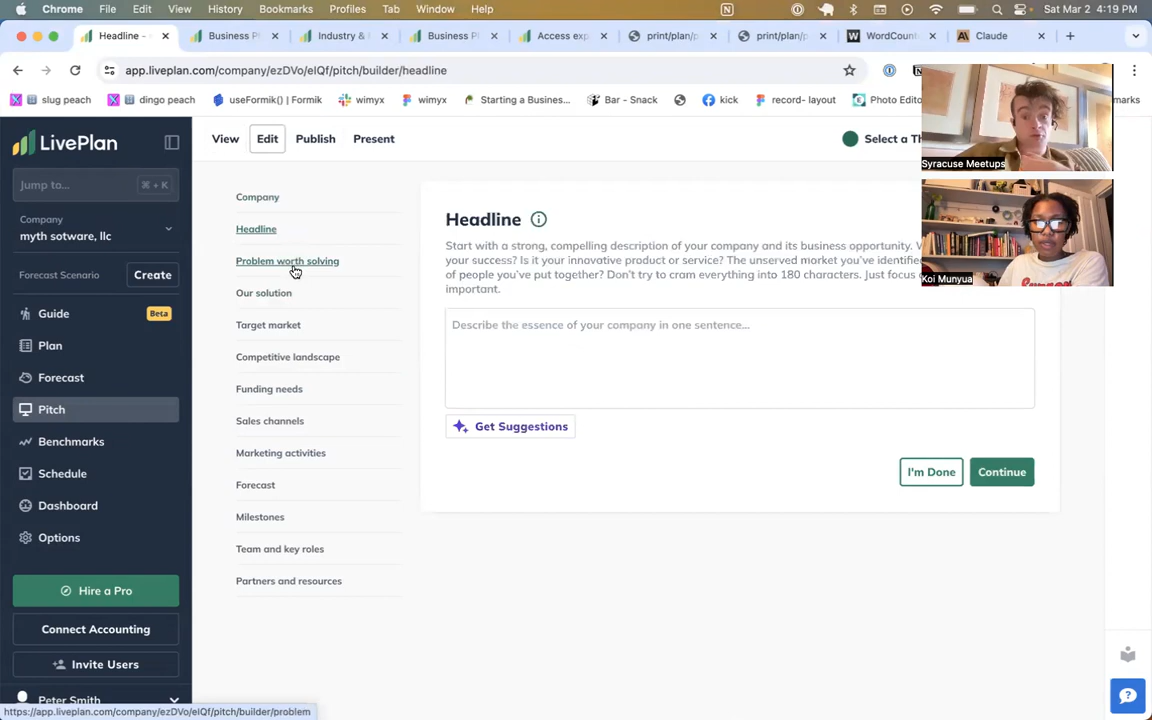 Chrome File Edit View History Bookmarks Profiles Tab Window Help
Sat Mar 2 4:19 PM
Headline -
Business P
Industry &
Business P
Access exp
print/plan/p
print/plan/p
WordCoun
Claude
app.liveplan.com/company/ezDVo/eIQf/pitch/builder/headline
slug peach
dingo peach
useFormik() | Formik
wimyx
wimyx
Starting a Busines...
Bar - Snack
kick
record- layout
Photo Edito
LivePlan
View
Edit
Publish
Present
Select a Th
Syracuse Meetups
Koi Munyua
Jump to...
⌘ + K
Company
myth sotware, llc
Forecast Scenario
Create
Guide
Beta
Plan
Forecast
Pitch
Benchmarks
Schedule
Dashboard
Options
Hire a Pro
Connect Accounting
Invite Users
Peter Smith
Company
Headline
Problem worth solving
Our solution
Target market
Competitive landscape
Funding needs
Sales channels
Marketing activities
Forecast
Milestones
Team and key roles
Partners and resources
Headline
Start with a strong, compelling description of your company and its business opportunity.
your success? Is it your innovative product or service? The unserved market you've identified
of people you've put together? Don't try to cram everything into 180 characters. Just focus
important.
Describe the essence of your company in one sentence...
Get Suggestions
I'm Done
Continue
https://app.liveplan.com/company/ezDVo/eIQf/pitch/builder/problem